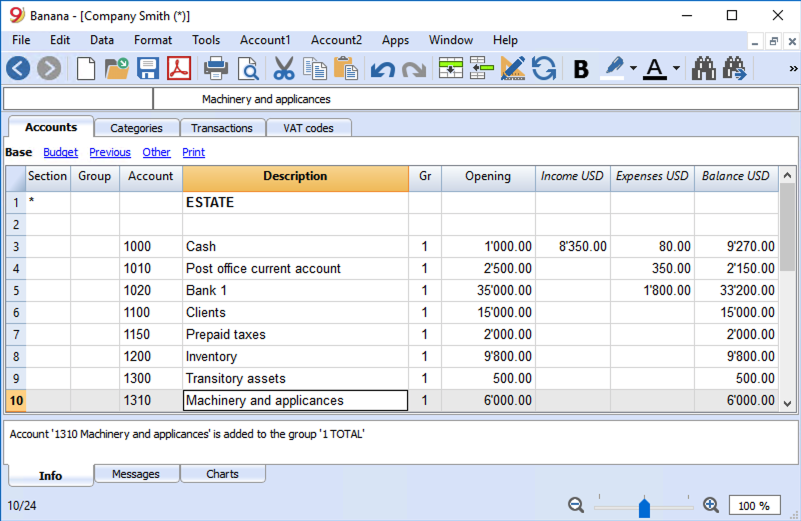 Banana - [Company Smith (*)]
File Edit Data Format Tools Account1 Account2 Apps Window Help
B A »
Machinery and applicances
Accounts Categories Transactions VAT codes
Base Budget Previous Other Print
Section Group Account Description Gr Opening Income USD Expenses USD Balance USD
1 * ESTATE
2
3 1000 Cash 1 1'000.00 8'350.00 80.00 9'270.00
4 1010 Post office current account 1 2'500.00 350.00 2'150.00
5 1020 Bank 1 1 35'000.00 1'800.00 33'200.00
6 1100 Clients 1 15'000.00 15'000.00
7 1150 Prepaid taxes 1 2'000.00 2'000.00
8 1200 Inventory 1 9'800.00 9'800.00
9 1300 Transitory assets 1 500.00 500.00
10 1310 Machinery and applicances 1 6'000.00 6'000.00
Account '1310 Machinery and applicances' is added to the group '1 TOTAL'
Info Messages Charts
10/24 100 %